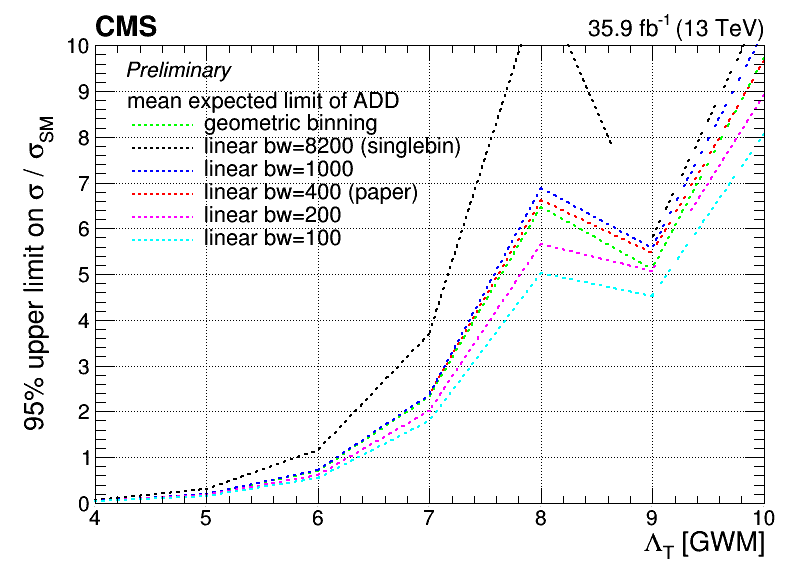 CMS
35.9 fb⁻¹ (13 TeV)
Preliminary
mean expected limit of ADD
geometric binning
linear bw=8200 (singlebin)
linear bw=1000
linear bw=400 (paper)
linear bw=200
linear bw=100
95% upper limit on σ / σ_SM
10
9
8
7
6
5
4
3
2
1
0
4 5 6 7 8 9 10
Λ_T [GWM]